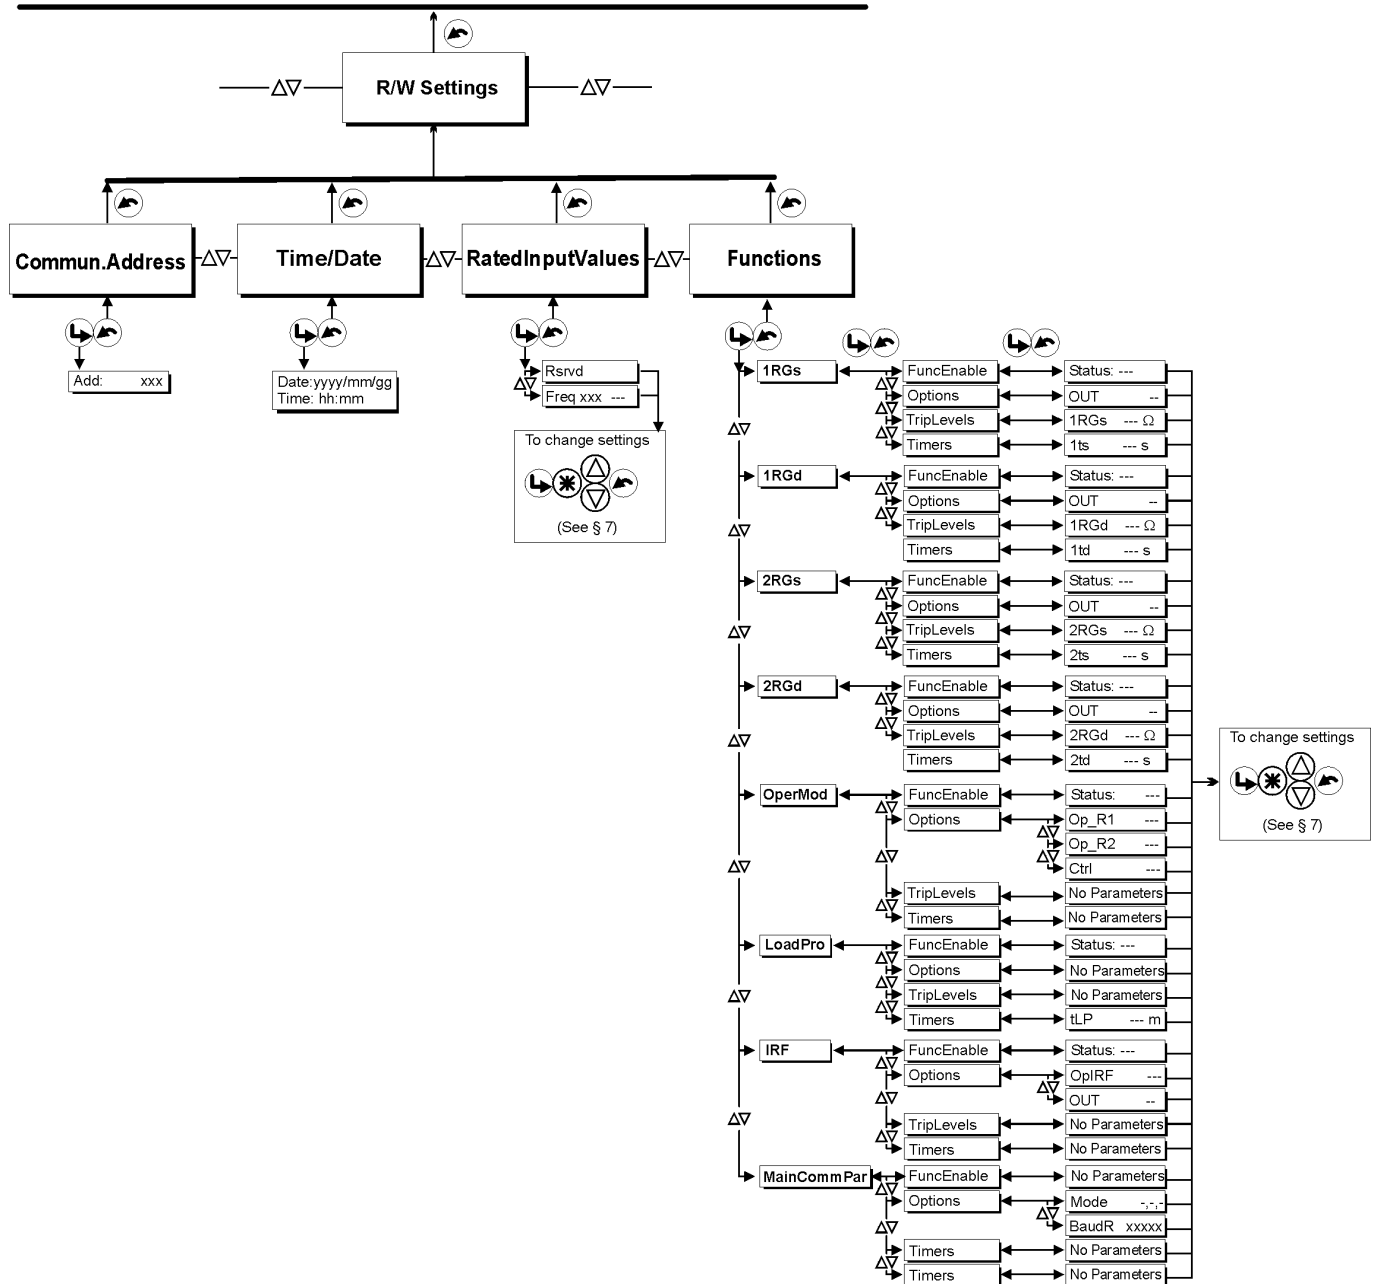 R/W Settings
Commun.Address
Time/Date
RatedInputValues
Functions
Add: xxx
Date:yyyy/mm/gg
Time: hh:mm
Rsrvd
Freq xxx ---
To change settings
(See § 7)
1RGs
FuncEnable
Status: ---
Options
OUT --
TripLevels
1RGs --- Ω
Timers
1ts --- s
1RGd
FuncEnable
Status: ---
Options
OUT --
TripLevels
1RGd --- Ω
Timers
1td --- s
2RGs
FuncEnable
Status: ---
Options
OUT --
TripLevels
2RGs --- Ω
Timers
2ts --- s
2RGd
FuncEnable
Status: ---
Options
OUT --
TripLevels
2RGd --- Ω
Timers
2td --- s
To change settings
(See § 7)
OperMod
FuncEnable
Status: ---
Options
Op_R1 ---
Op_R2 ---
Ctrl ---
TripLevels
No Parameters
Timers
No Parameters
LoadPro
FuncEnable
Status: ---
Options
No Parameters
TripLevels
No Parameters
Timers
tLP --- m
IRF
FuncEnable
Status: ---
Options
OpIRF ---
OUT --
TripLevels
No Parameters
Timers
No Parameters
MainCommPar
FuncEnable
No Parameters
Options
Mode -,-,-
BaudR xxxxx
Timers
No Parameters
Timers
No Parameters